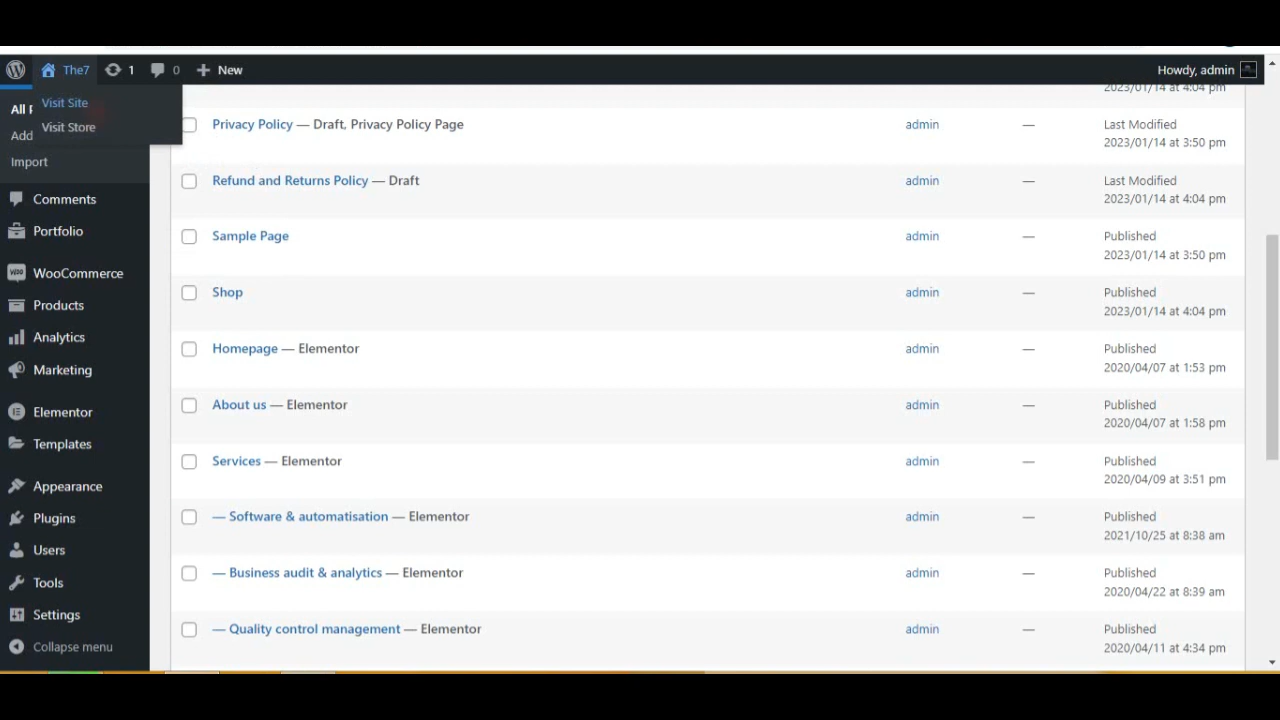 The7 1 0 New Howdy, admin
2023/01/14 at 4:04 pm
Visit Site
All P
Visit Store
Add
Import
Comments
Portfolio
WooCommerce
Products
Analytics
Marketing
Elementor
Templates
Appearance
Plugins
Users
Tools
Settings
Collapse menu
Privacy Policy — Draft, Privacy Policy Page admin — Last Modified
2023/01/14 at 3:50 pm
Refund and Returns Policy — Draft admin — Last Modified
2023/01/14 at 4:04 pm
Sample Page admin — Published
2023/01/14 at 3:50 pm
Shop admin — Published
2023/01/14 at 4:04 pm
Homepage — Elementor admin — Published
2020/04/07 at 1:53 pm
About us — Elementor admin — Published
2020/04/07 at 1:58 pm
Services — Elementor admin — Published
2020/04/09 at 3:51 pm
— Software & automatisation — Elementor admin — Published
2021/10/25 at 8:38 am
— Business audit & analytics — Elementor admin — Published
2020/04/22 at 8:39 am
— Quality control management — Elementor admin — Published
2020/04/11 at 4:34 pm